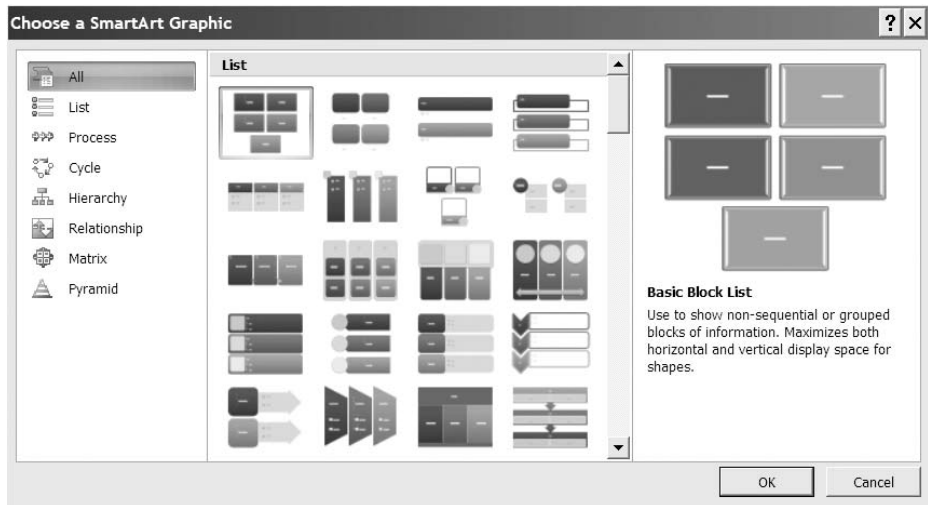 Choose a SmartArt Graphic
All
List
Process
Cycle
Hierarchy
Relationship
Matrix
Pyramid
List
Basic Block List
Use to show non-sequential or grouped
blocks of information. Maximizes both
horizontal and vertical display space for
shapes.
OK
Cancel